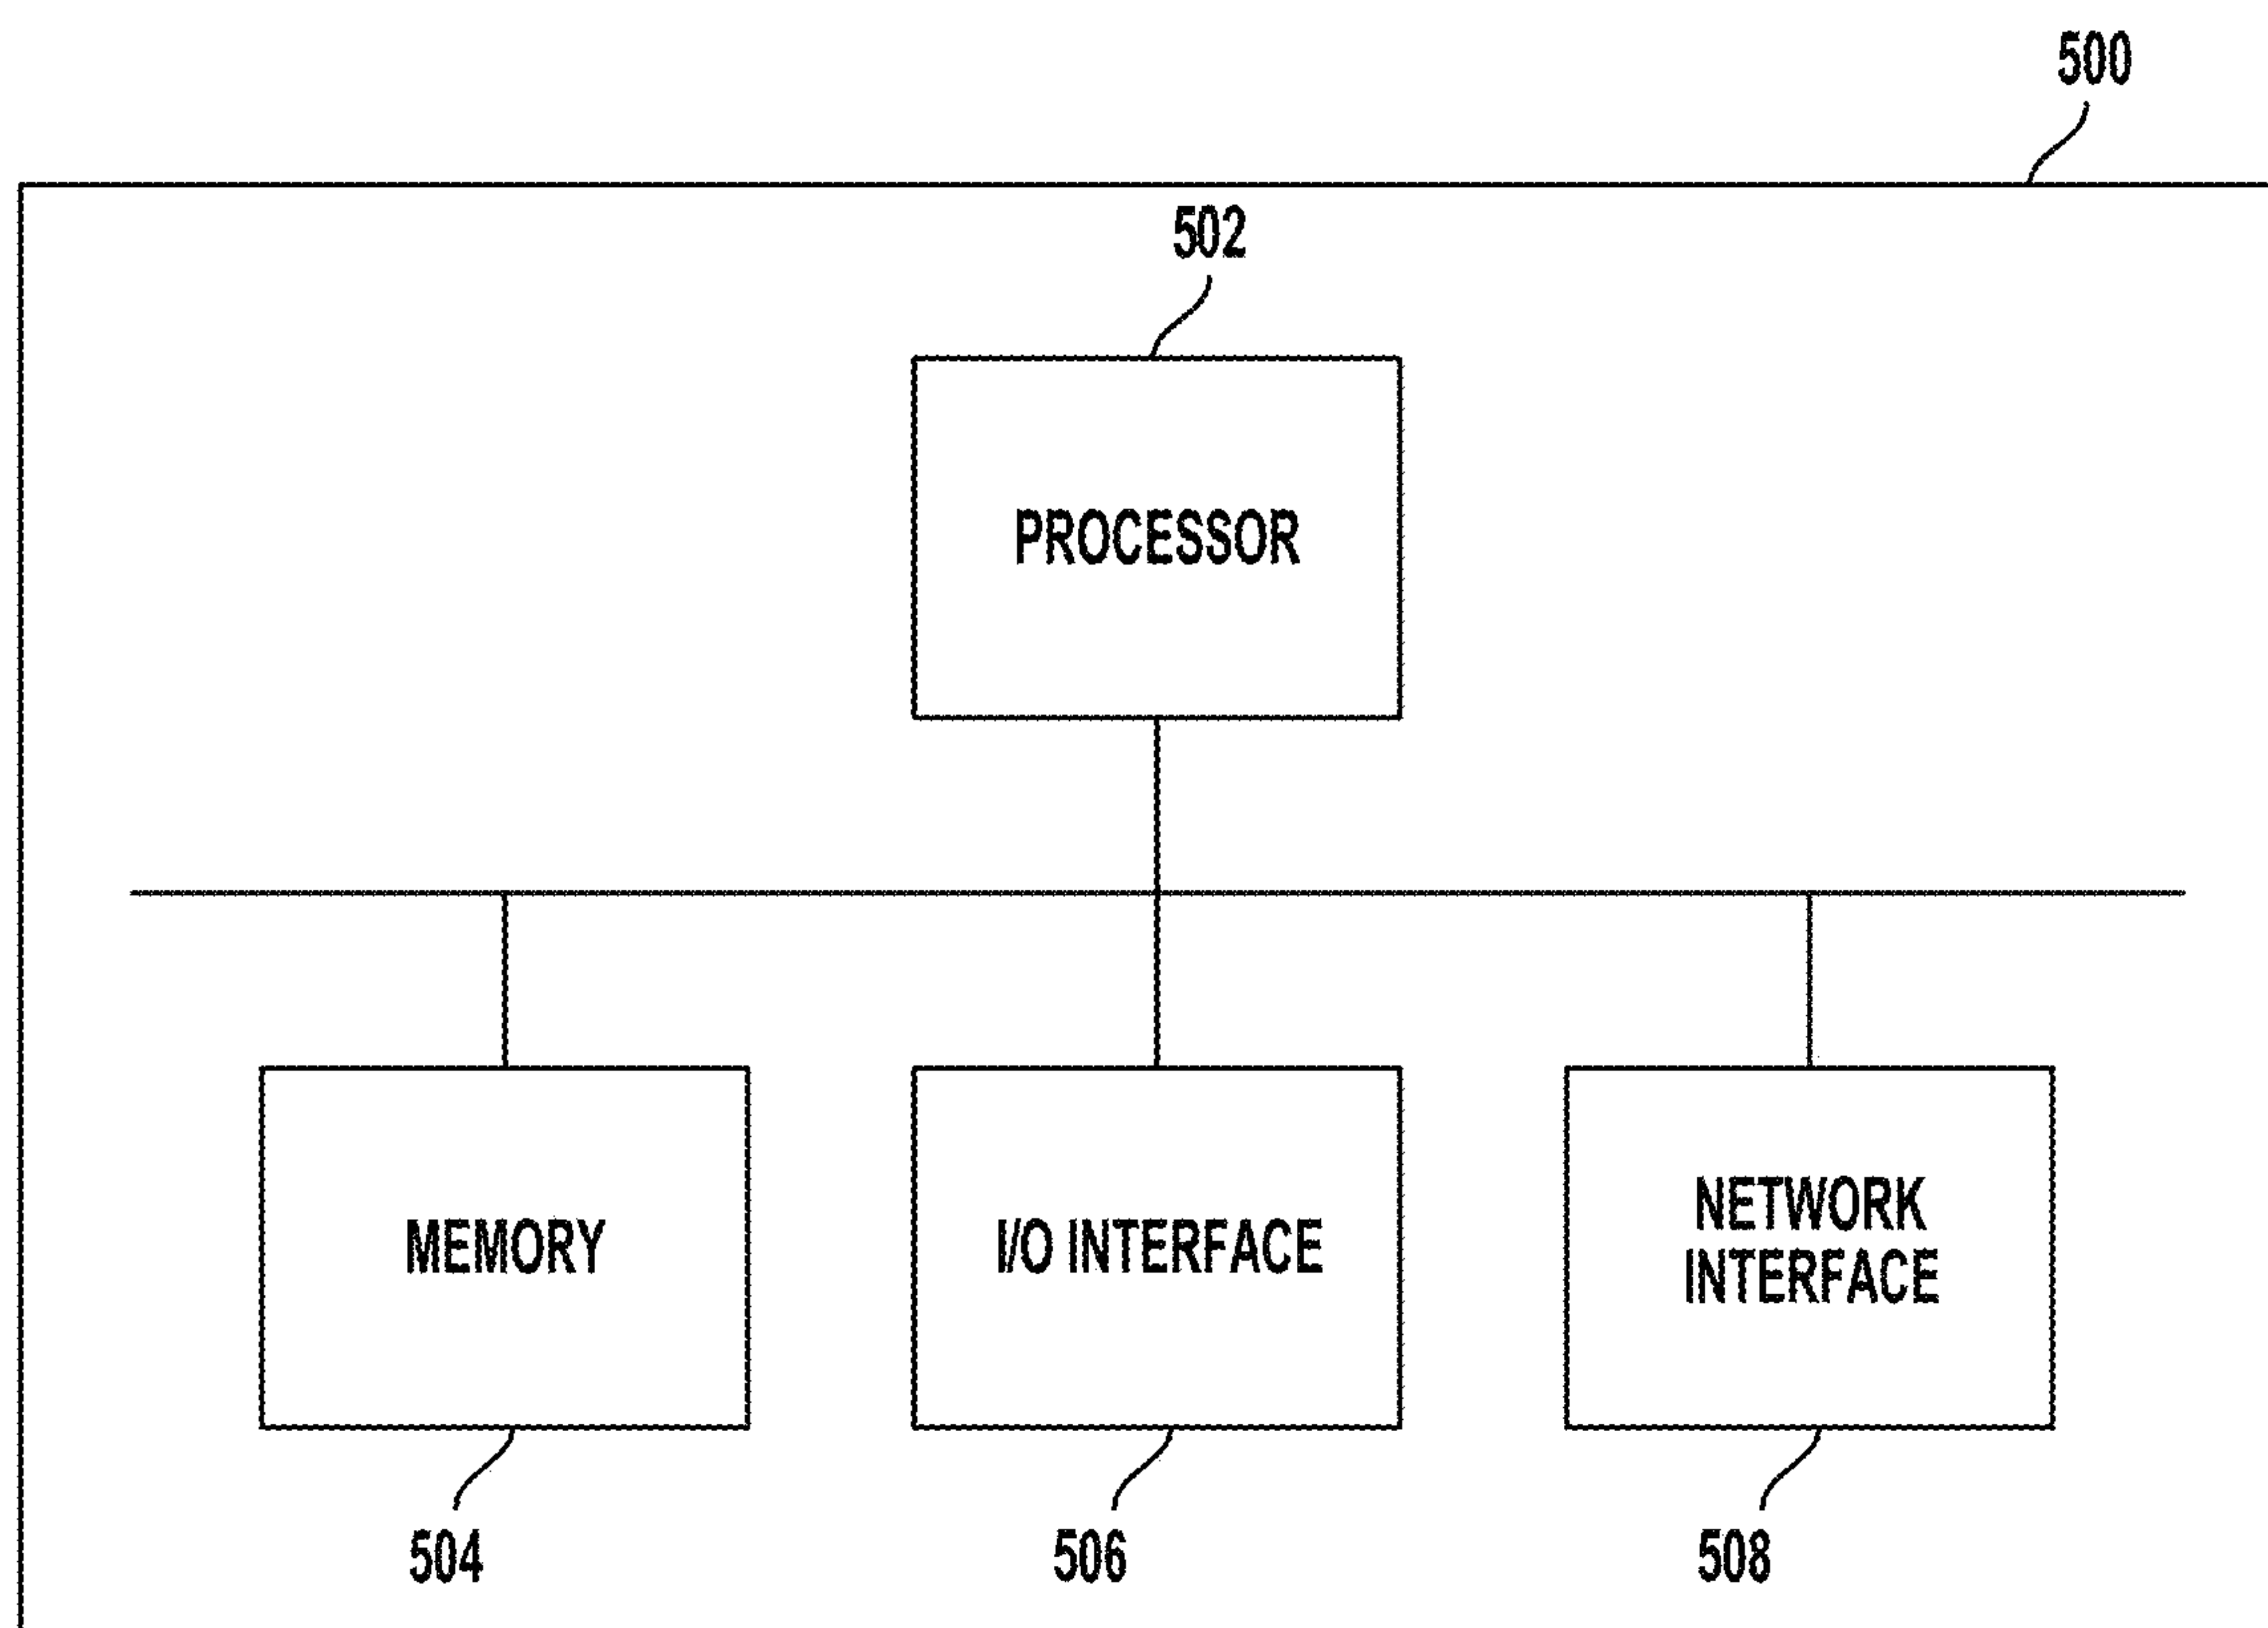 500
502
PROCESSOR
MEMORY
I/O INTERFACE
NETWORK
INTERFACE
504
506
508